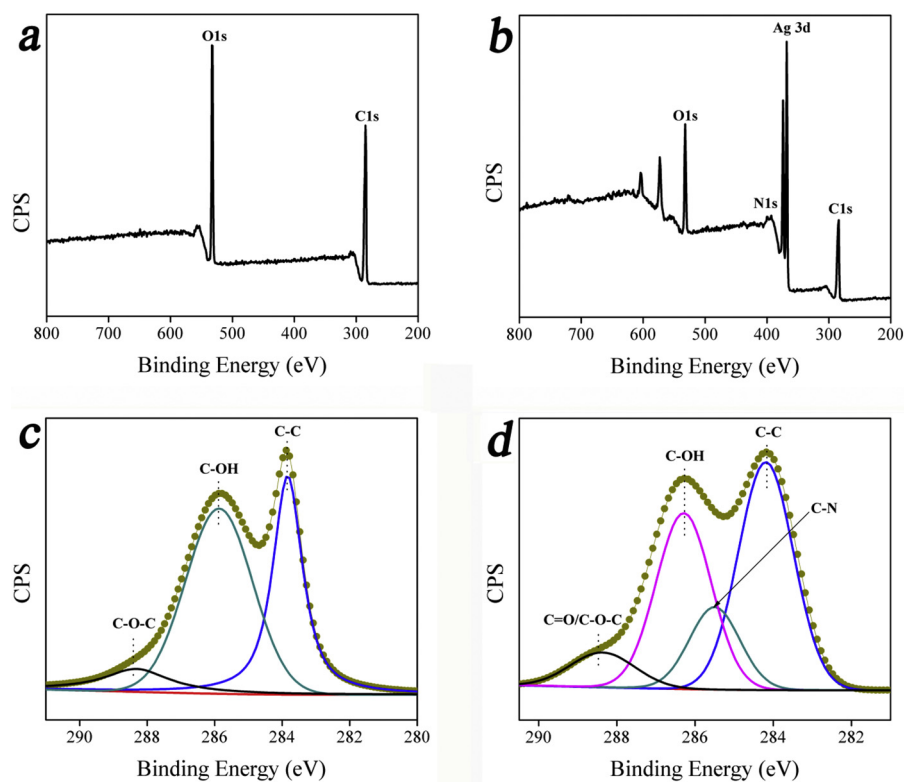 a
O1s
C1s
CPS
800 700 600 500 400 300 200
Binding Energy (eV)
b
Ag 3d
O1s
N1s
C1s
CPS
800 700 600 500 400 300 200
Binding Energy (eV)
c
C-C
C-OH
C-O-C
CPS
290 288 286 284 282 280
Binding Energy (eV)
d
C-C
C-OH
C-N
C=O/C-O-C
CPS
290 288 286 284 282
Binding Energy (eV)